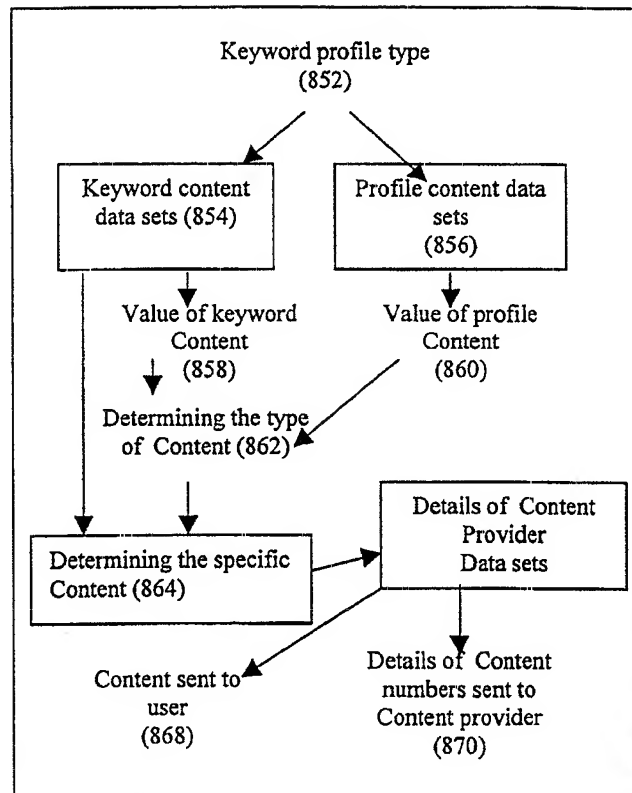 Keyword profile type
(852)
Keyword content
data sets (854)
Profile content data
sets
(856)
Value of keyword
Content
(858)
Value of profile
Content
(860)
Determining the type
of Content (862)
Details of Content
Provider
Data sets
Determining the specific
Content (864)
Content sent to
user
(868)
Details of Content
numbers sent to
Content provider
(870)